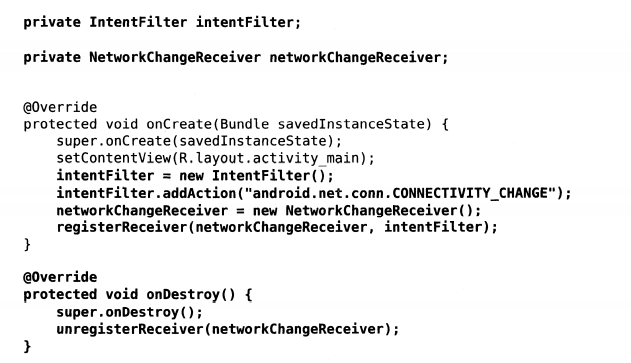 private IntentFilter intentFilter;
private NetworkChangeReceiver networkChangeReceiver;
@Override
protected void onCreate(Bundle savedInstanceState) {
    super.onCreate(savedInstanceState);
    setContentView(R.layout.activity_main);
    intentFilter = new IntentFilter();
    intentFilter.addAction("android.net.conn.CONNECTIVITY_CHANGE");
    networkChangeReceiver = new NetworkChangeReceiver();
    registerReceiver(networkChangeReceiver, intentFilter);
}
@Override
protected void onDestroy() {
    super.onDestroy();
    unregisterReceiver(networkChangeReceiver);
}